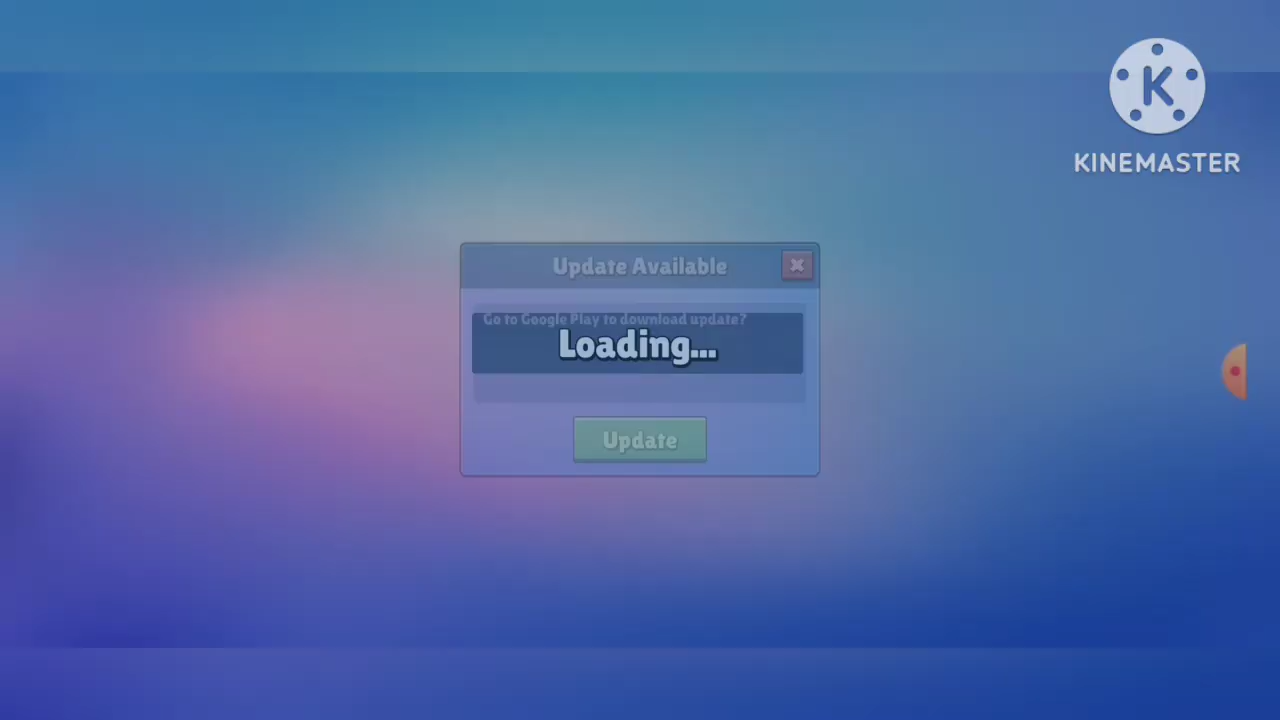 K
KINEMASTER
Update Available
Go to Google Play to download update?
Loading...
Update